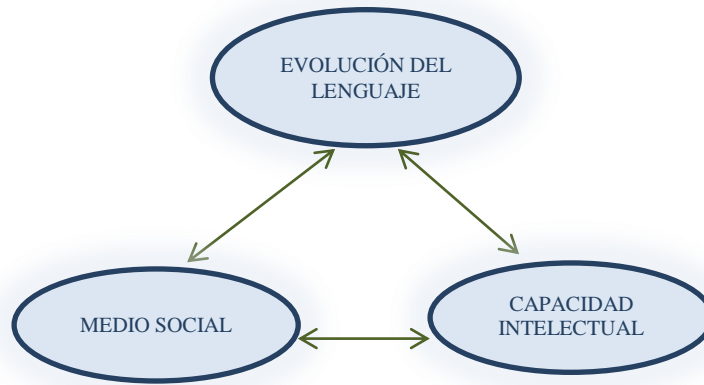 EVOLUCIÓN DEL
LENGUAJE
MEDIO SOCIAL
CAPACIDAD
INTELECTUAL